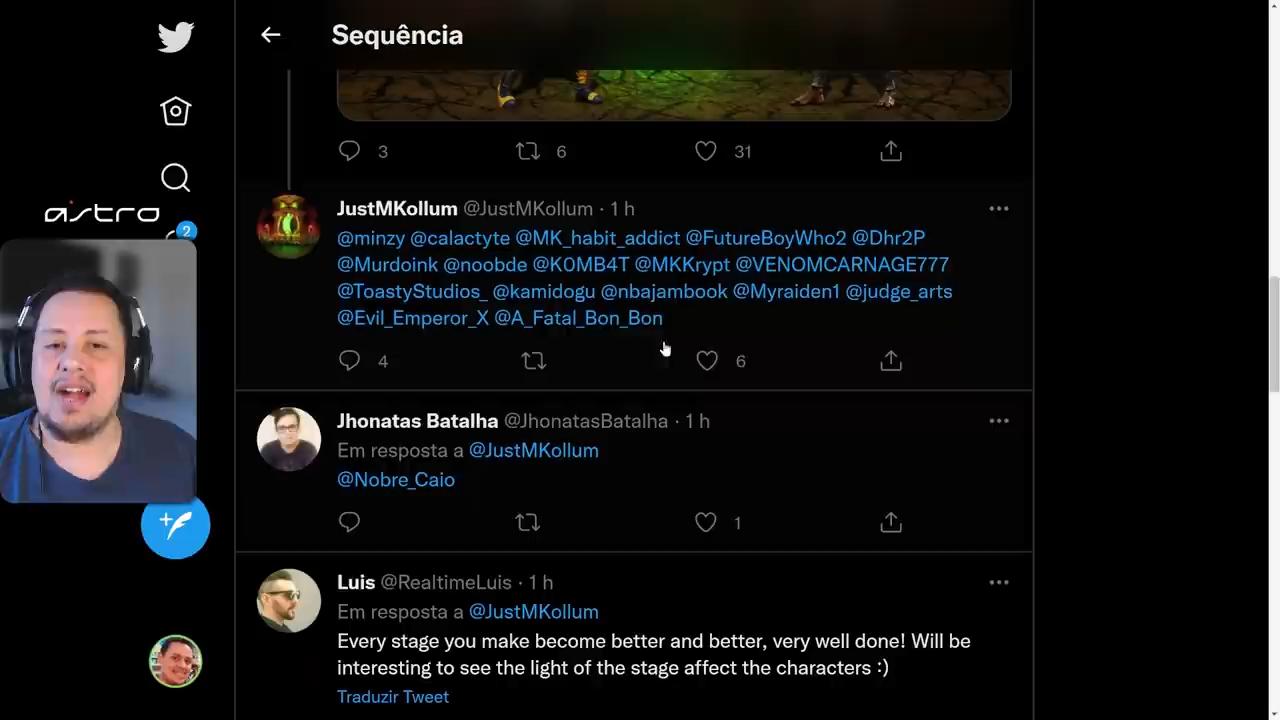 Sequência
3 6 31
astro
2
JustMKollum @JustMKollum · 1 h
@minzy @calactyte @MK_habit_addict @FutureBoyWho2 @Dhr2P
@Murdoink @noobde @K0MB4T @MKKrypt @VENOMCARNAGE777
@ToastyStudios_ @kamidogu @nbajambook @Myraiden1 @judge_arts
@Evil_Emperor_X @A_Fatal_Bon_Bon
4 6
Jhonatas Batalha @JhonatasBatalha · 1 h
Em resposta a @JustMKollum
@Nobre_Caio
1
Luis @RealtimeLuis · 1 h
Em resposta a @JustMKollum
Every stage you make become better and better, very well done! Will be
interesting to see the light of the stage affect the characters :)
Traduzir Tweet